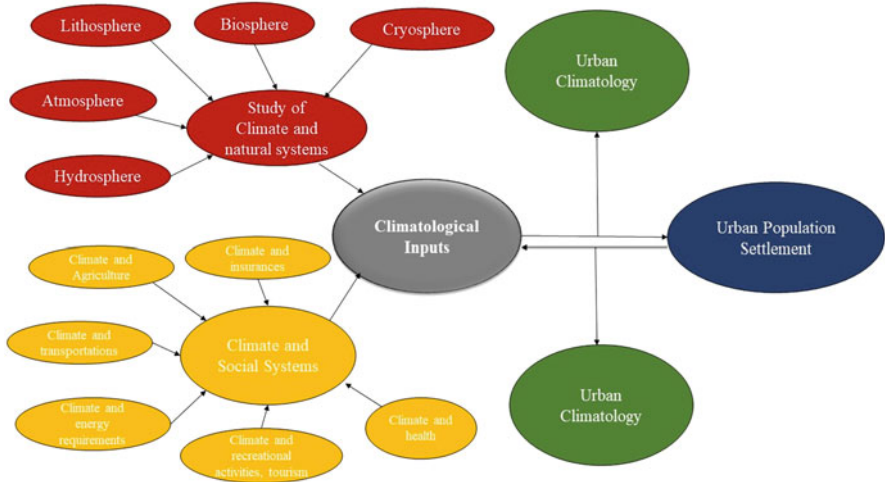 Lithosphere
Biosphere
Cryosphere
Atmosphere
Study of
Climate and
natural systems
Hydrosphere
Urban
Climatology
Climatological
Inputs
Urban Population
Settlement
Climate and
Agriculture
Climate and
insurances
Climate and
transportations
Climate and
Social Systems
Climate and
energy
requirements
Climate and
recreational
activities, tourism
Climate and
health
Urban
Climatology